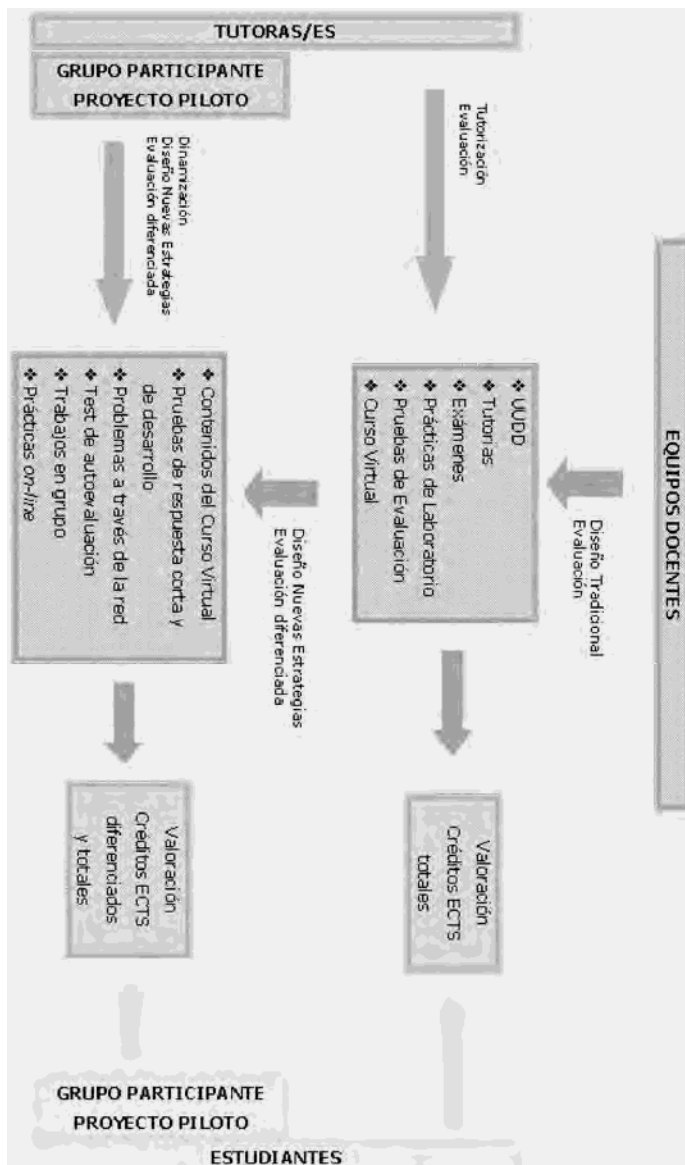 TUTORAS/ES
GRUPO PARTICIPANTE
PROYECTO PILOTO
Tutorización
Evaluación
Dinamización
Diseño Nuevas Estrategias
Evaluación diferenciada
EQUIPOS DOCENTES
Diseño Tradicional
Evaluación
❖ UUDD
❖ Tutorias
❖ Exámenes
❖ Prácticas de Laboratorio
❖ Pruebas de Evaluación
❖ Curso Virtual
Diseño Nuevas Estrategias
Evaluación diferenciada
❖ Contenidos del Curso Virtual
❖ Pruebas de respuesta corta y
de desarrollo
❖ Problemas a través de la red
❖ Test de autoevaluación
❖ Trabajos en grupo
❖ Prácticas on-line
Valoración
Créditos ECTS
totales
Valoración
Créditos ECTS
diferenciados
y totales
GRUPO PARTICIPANTE
PROYECTO PILOTO
ESTUDIANTES